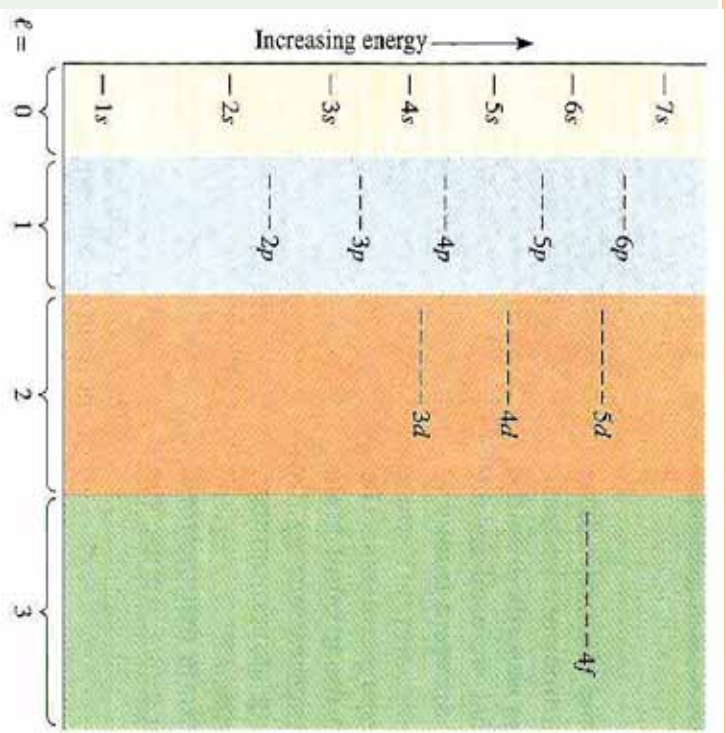 Increasing energy
ℓ = 0 1 2 3
1s 2s 3s 4s 5s 6s 7s
2p 3p 4p 5p 6p
3d 4d 5d
4f